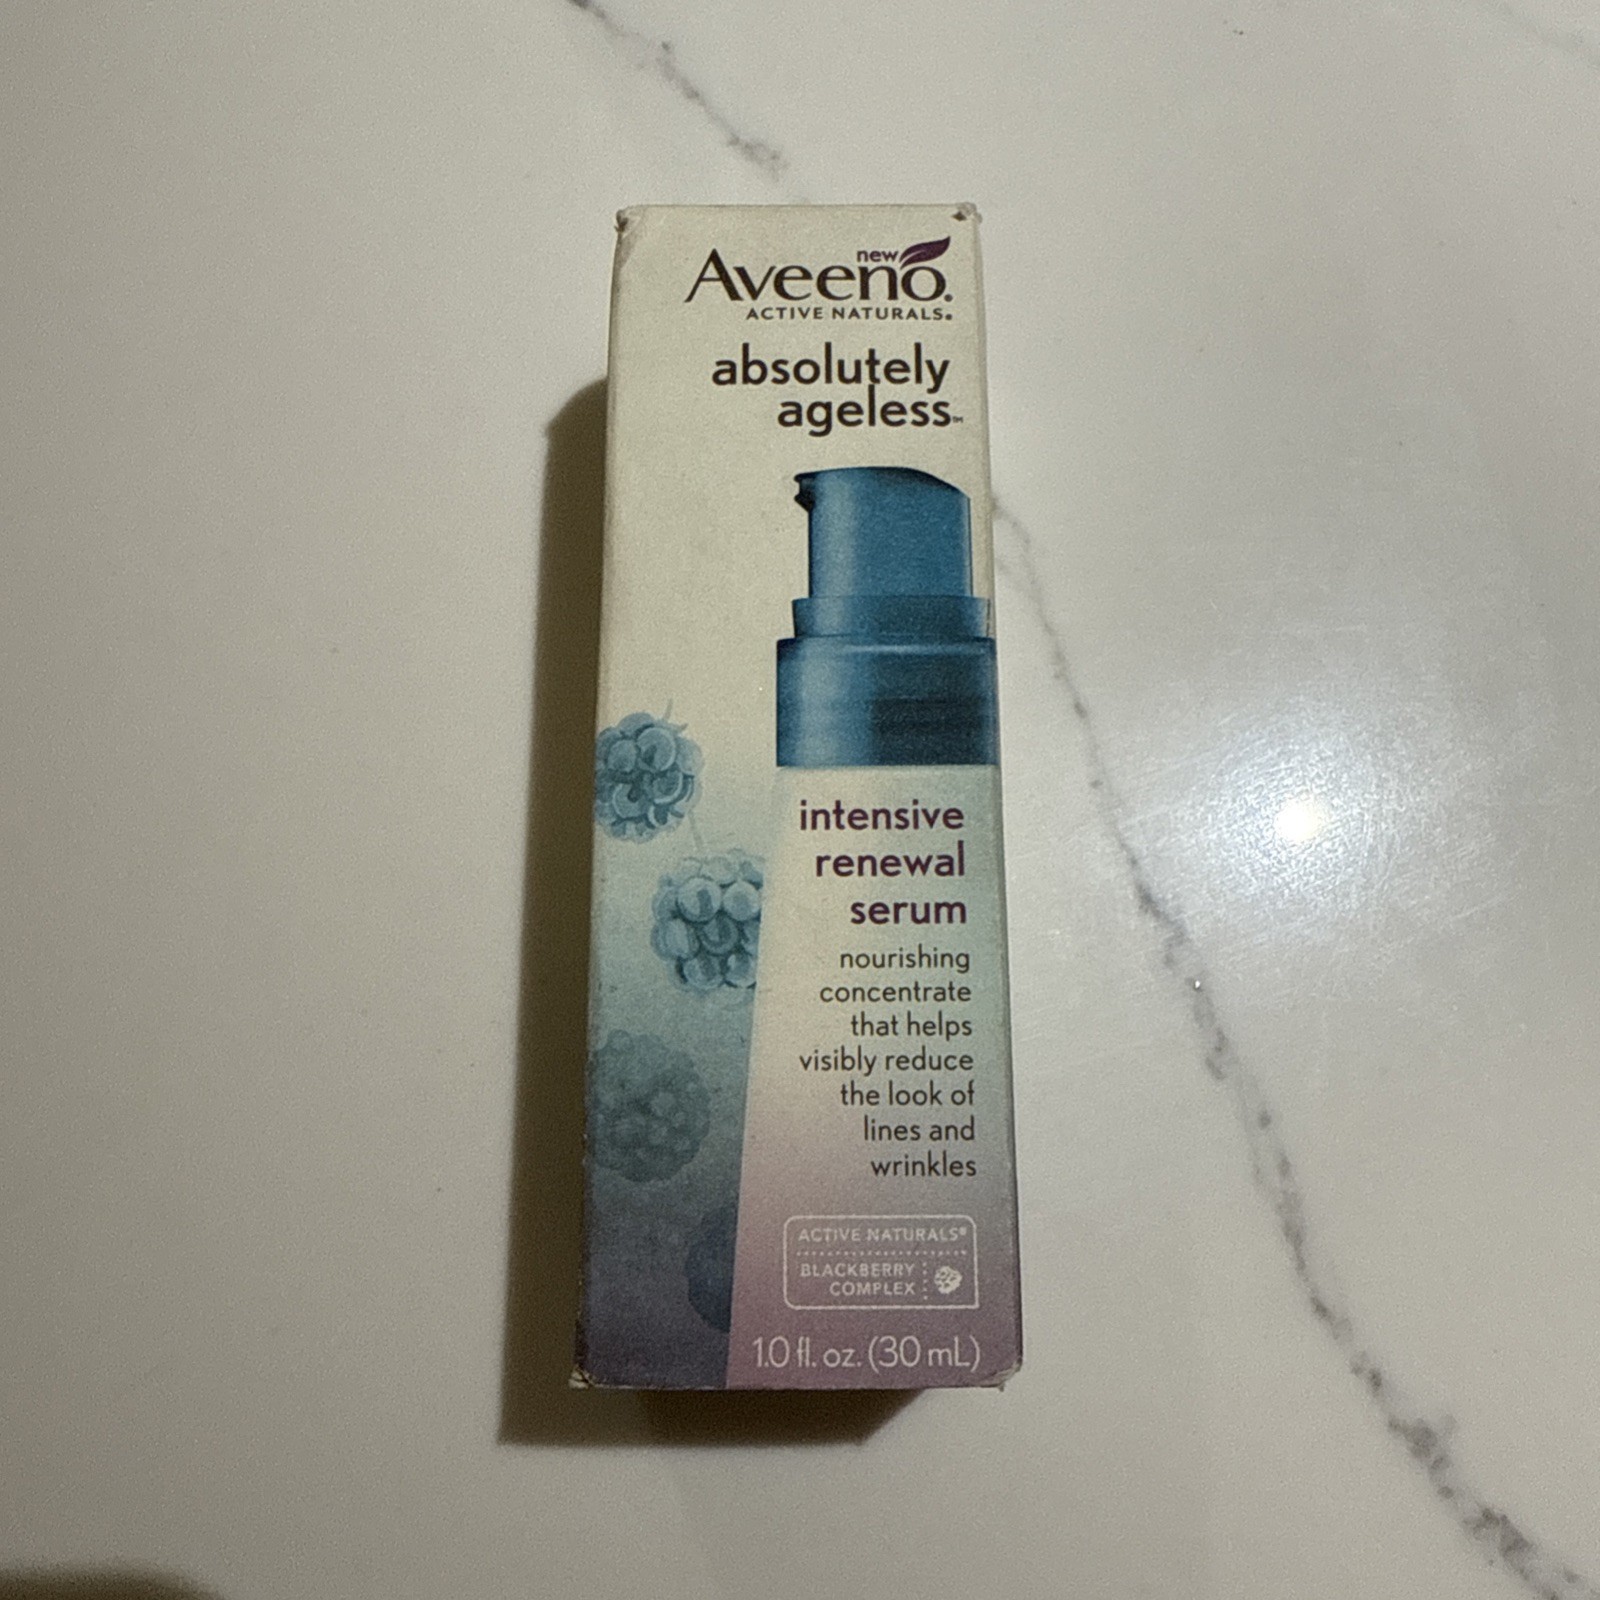 new
Aveeno®
ACTIVE NATURALS®
absolutely
ageless™
intensive
renewal
serum
nourishing
concentrate
that helps
visibly reduce
the look of
lines and
wrinkles
ACTIVE NATURALS®
BLACKBERRY
COMPLEX
1.0 fl. oz. (30 mL)